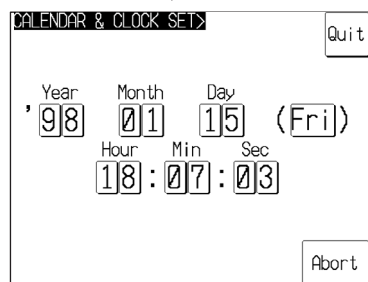 CALENDAR & CLOCK SET>
Quit
Year Month Day
'98 01 15 (Fri)
Hour Min Sec
18:07:03
Abort